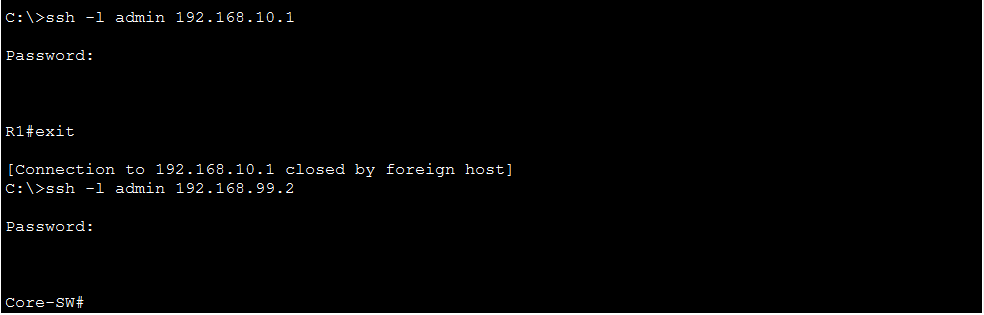 C:\>ssh -l admin 192.168.10.1
Password:
R1#exit
[Connection to 192.168.10.1 closed by foreign host]
C:\>ssh -l admin 192.168.99.2
Password:
Core-SW#